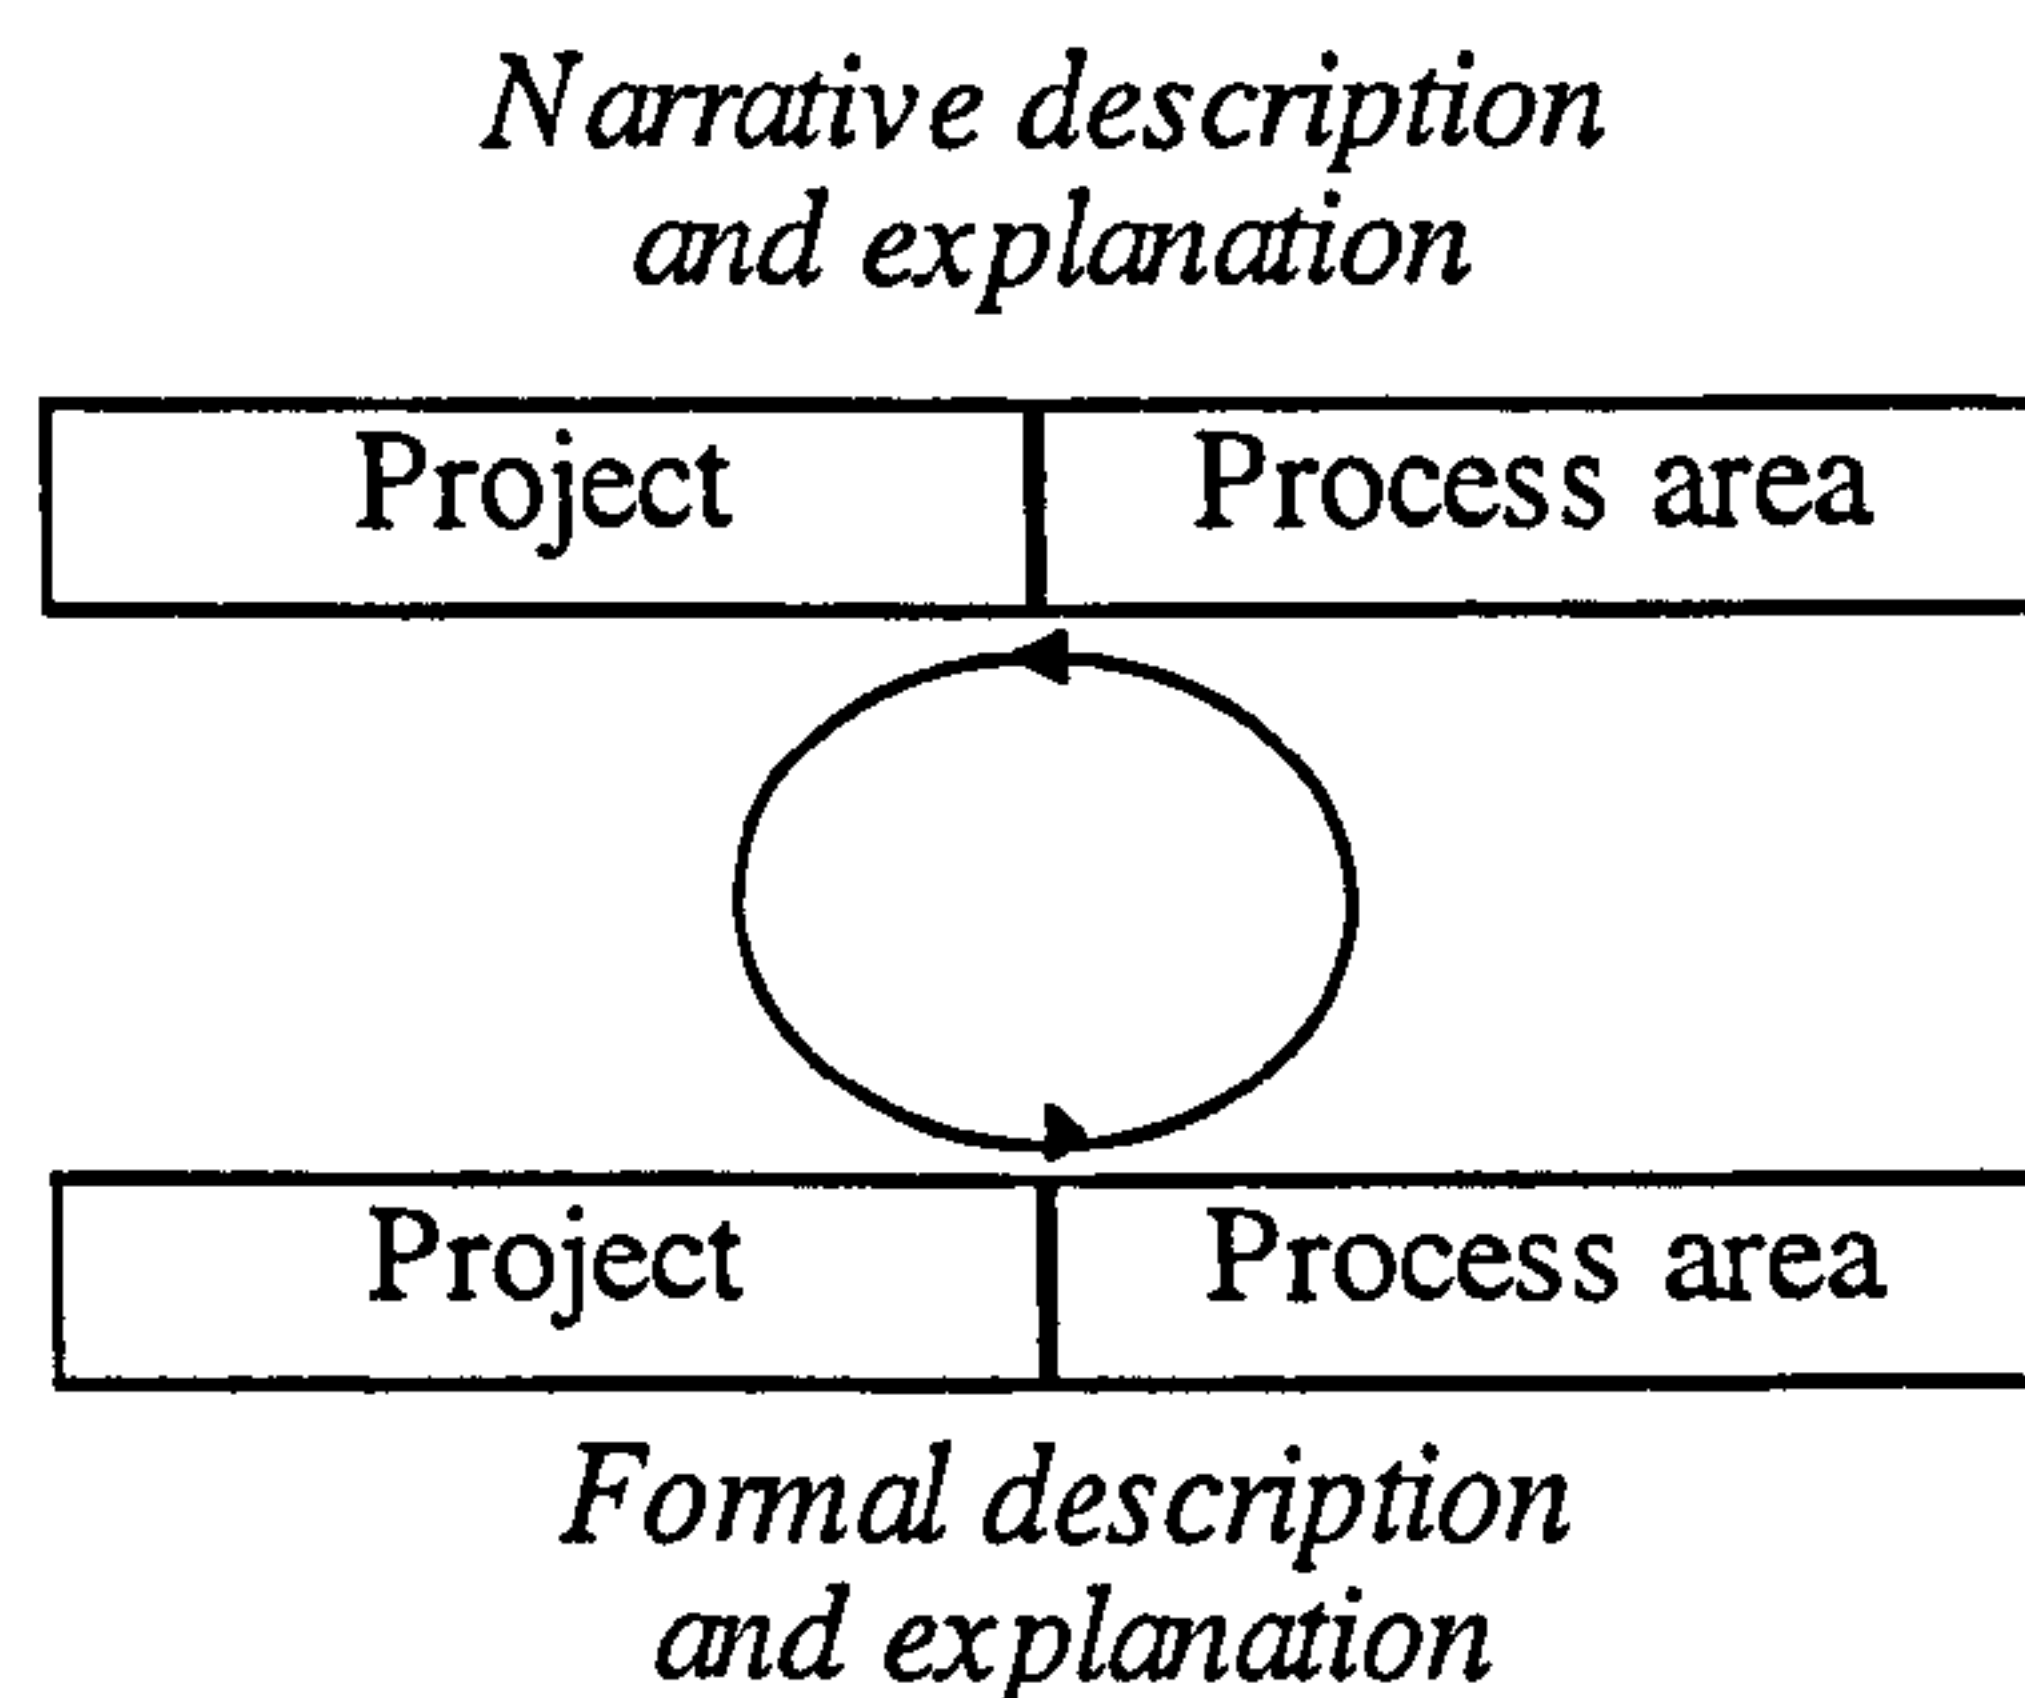 Narrative description
and explanation
Project Process area
Project Process area
Formal description
and explanation